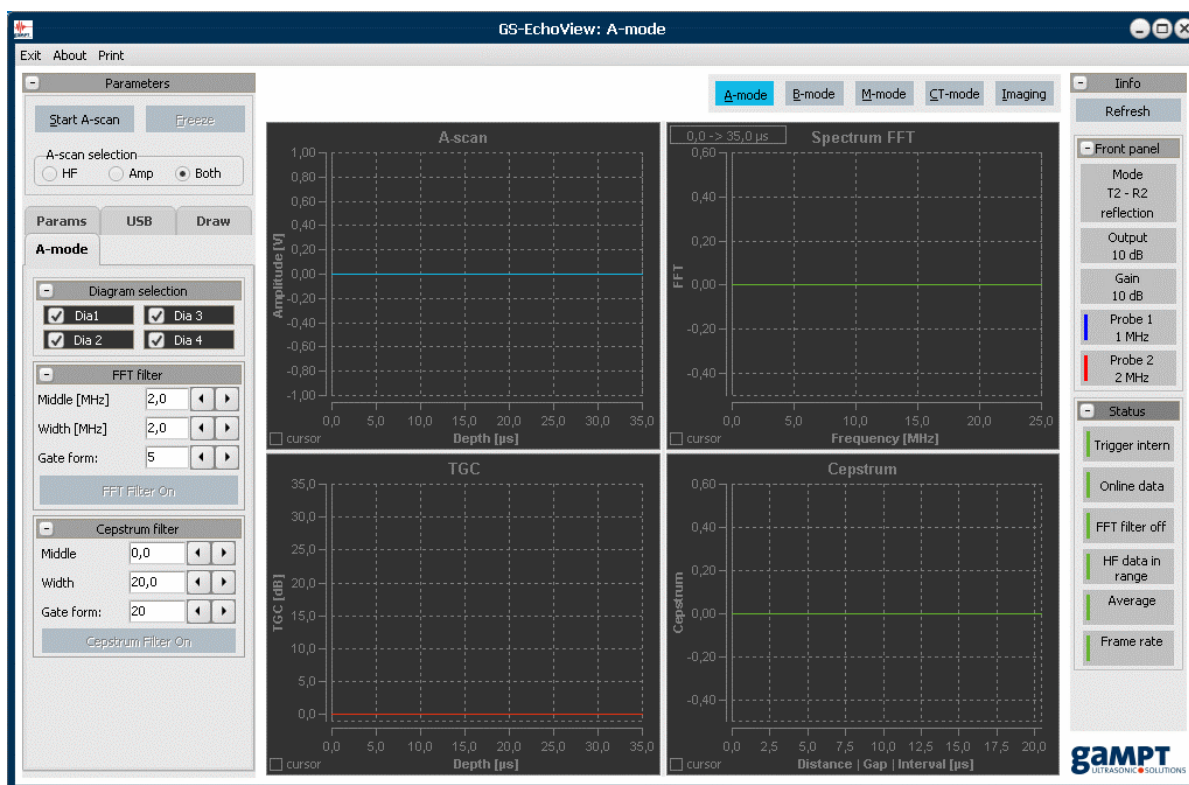 gampt
GS-EchoView: A-mode
Exit About Print
Parameters
Start A-scan
Freeze
A-scan selection
HF
Amp
Both
Params
USB
Draw
A-mode
Diagram selection
Dia1
Dia 3
Dia 2
Dia 4
FFT filter
Middle [MHz]
2,0
Width [MHz]
2,0
Gate form:
5
FFT Filter On
Cepstrum filter
Middle
0,0
Width
20,0
Gate form:
20
Cepstrum Filter On
A-mode
B-mode
M-mode
CT-mode
Imaging
A-scan
1,00
0,80
0,60
0,40
0,20
0,00
-0,20
-0,40
-0,60
-0,80
-1,00
Amplitude [V]
0,0 5,0 10,0 15,0 20,0 25,0 30,0 35,0
cursor
Depth [µs]
0,0 -> 35,0 µs
Spectrum FFT
0,60
0,40
0,20
0,00
-0,20
-0,40
FFT
0,0 5,0 10,0 15,0 20,0 25,0
cursor
Frequency [MHz]
TGC
35,0
30,0
25,0
20,0
15,0
10,0
5,0
0,0
TGC [dB]
0,0 5,0 10,0 15,0 20,0 25,0 30,0 35,0
cursor
Depth [µs]
Cepstrum
0,60
0,40
0,20
0,00
-0,20
-0,40
Cepstrum
0,0 2,5 5,0 7,5 10,0 12,5 15,0 17,5 20,0
cursor
Distance | Gap | Interval [µs]
Iinfo
Refresh
Front panel
Mode
T2 - R2
reflection
Output
10 dB
Gain
10 dB
Probe 1
1 MHz
Probe 2
2 MHz
Status
Trigger intern
Online data
FFT filter off
HF data in
range
Average
Frame rate
gampt
ULTRASONIC SOLUTIONS